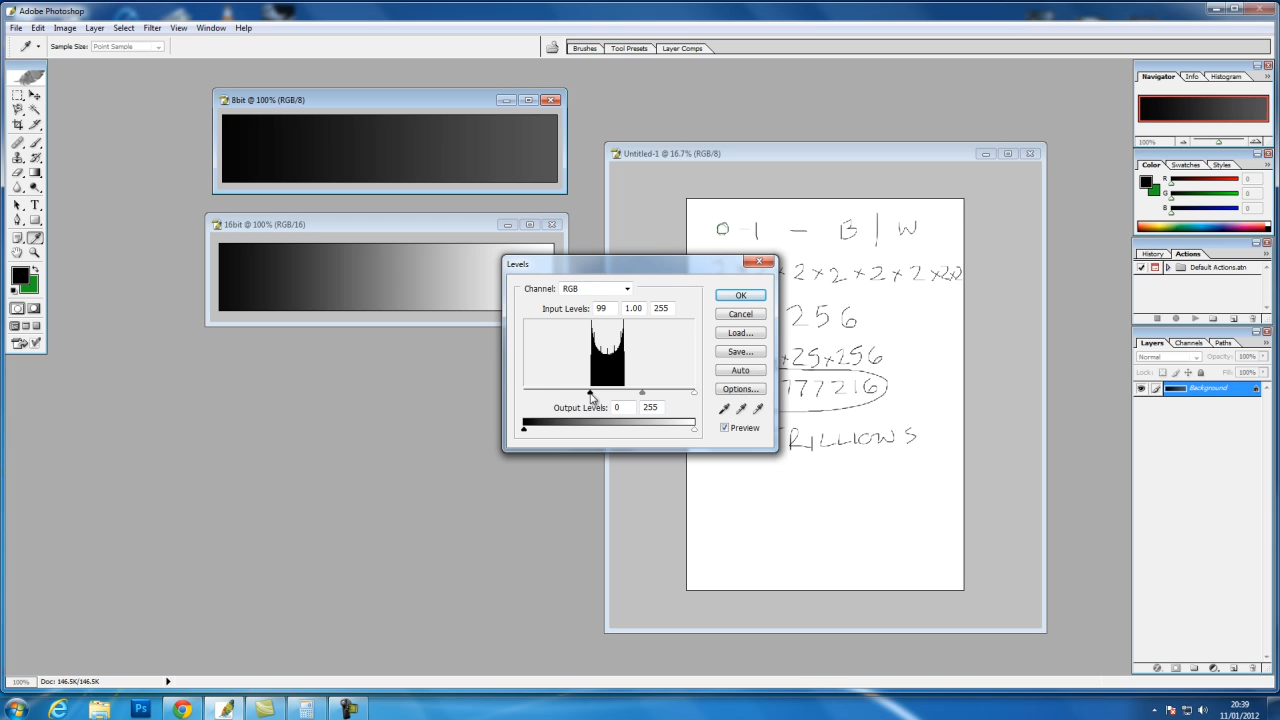 Adobe Photoshop
File Edit Image Layer Select Filter View Window Help
Sample Size: Point Sample
Brushes Tool Presets Layer Comps
8bit @ 100% (RGB/8)
16bit @ 100% (RGB/16)
Untitled-1 @ 16.7% (RGB/8)
0-1 — B | W
× 2 × 2 × 2 × 2 × 2×2
256
×25×256
77216
RILLIONS
Levels
Channel: RGB
Input Levels: 99 1.00 255
Output Levels: 0 255
OK
Cancel
Load...
Save...
Auto
Options...
Preview
Navigator Info Histogram
100%
Color Swatches Styles
R 0
G 0
B 0
History Actions
Default Actions.atn
Layers Channels Paths
Normal Opacity: 100%
Lock: Fill: 100%
Background
100% Doc: 146.5K/146.5K
Ps
20:39
11/01/2012